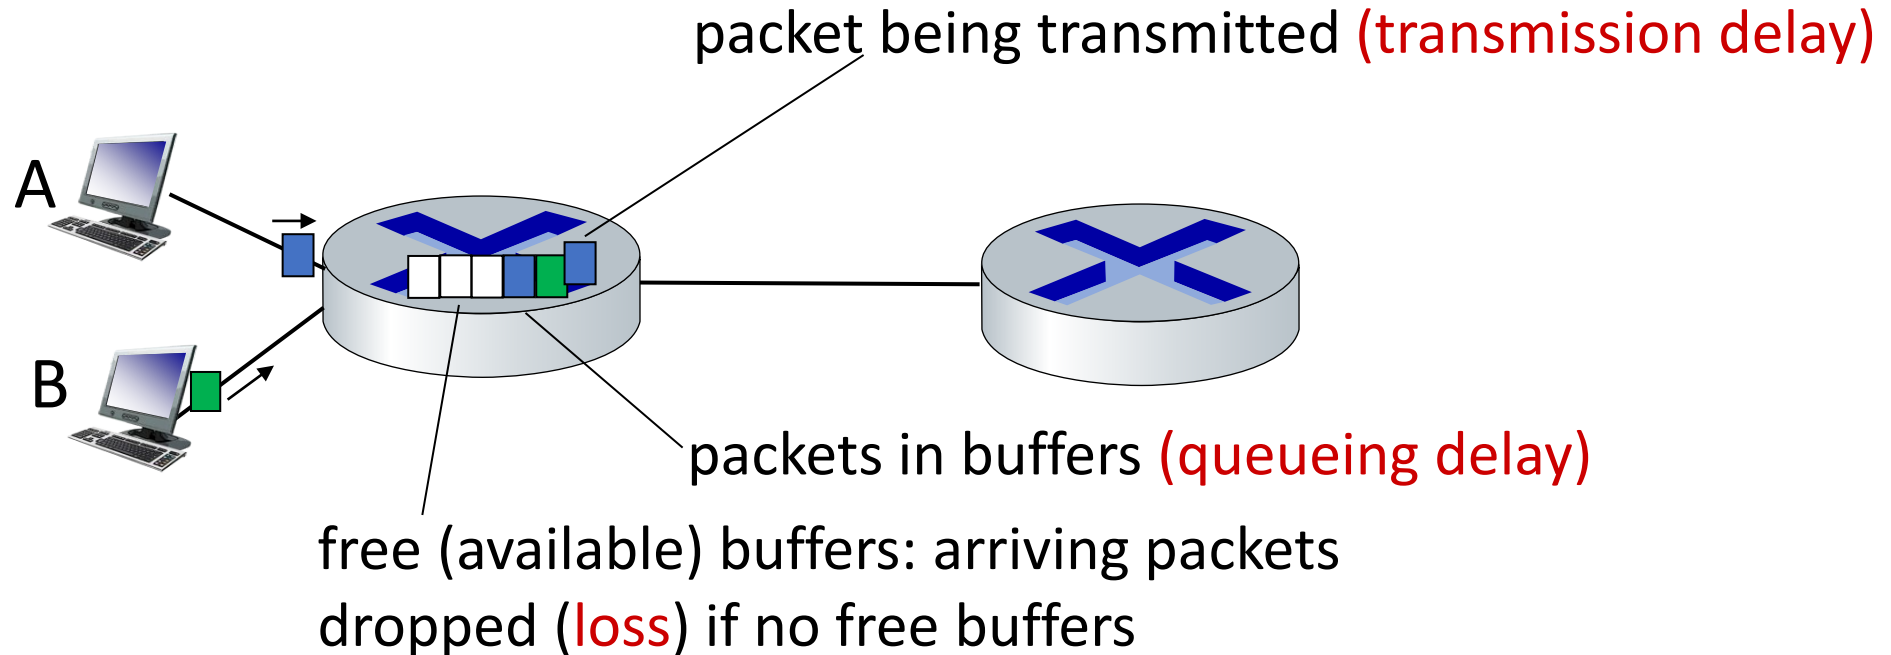 packet being transmitted (transmission delay)
A
B
packets in buffers (queueing delay)
free (available) buffers: arriving packets
dropped (loss) if no free buffers